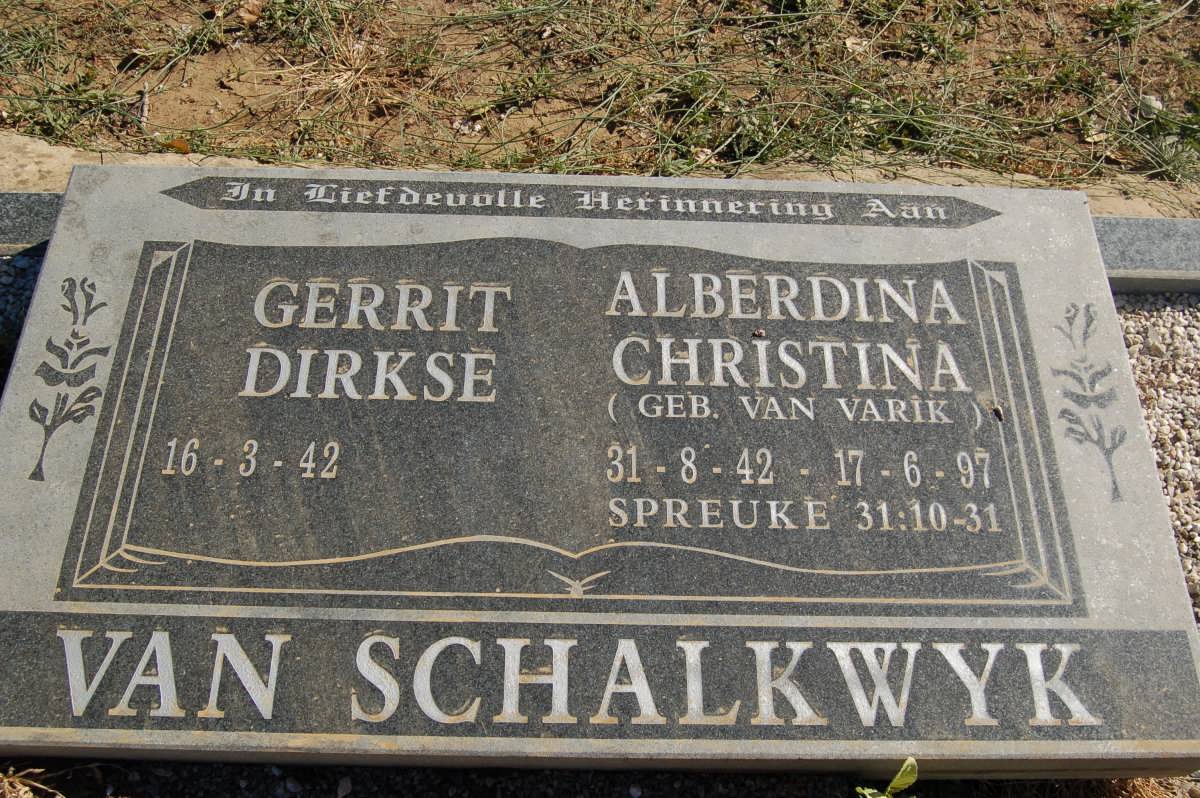 In Liefdevolle Herinnering Aan
GERRIT
DIRKSE
16 - 3 - 42
ALBERDINA
CHRISTINA
( GEB. VAN VARIK )
31 - 8 - 42 - 17 - 6 - 97
SPREUKE 31:10-31
VAN SCHALKWYK